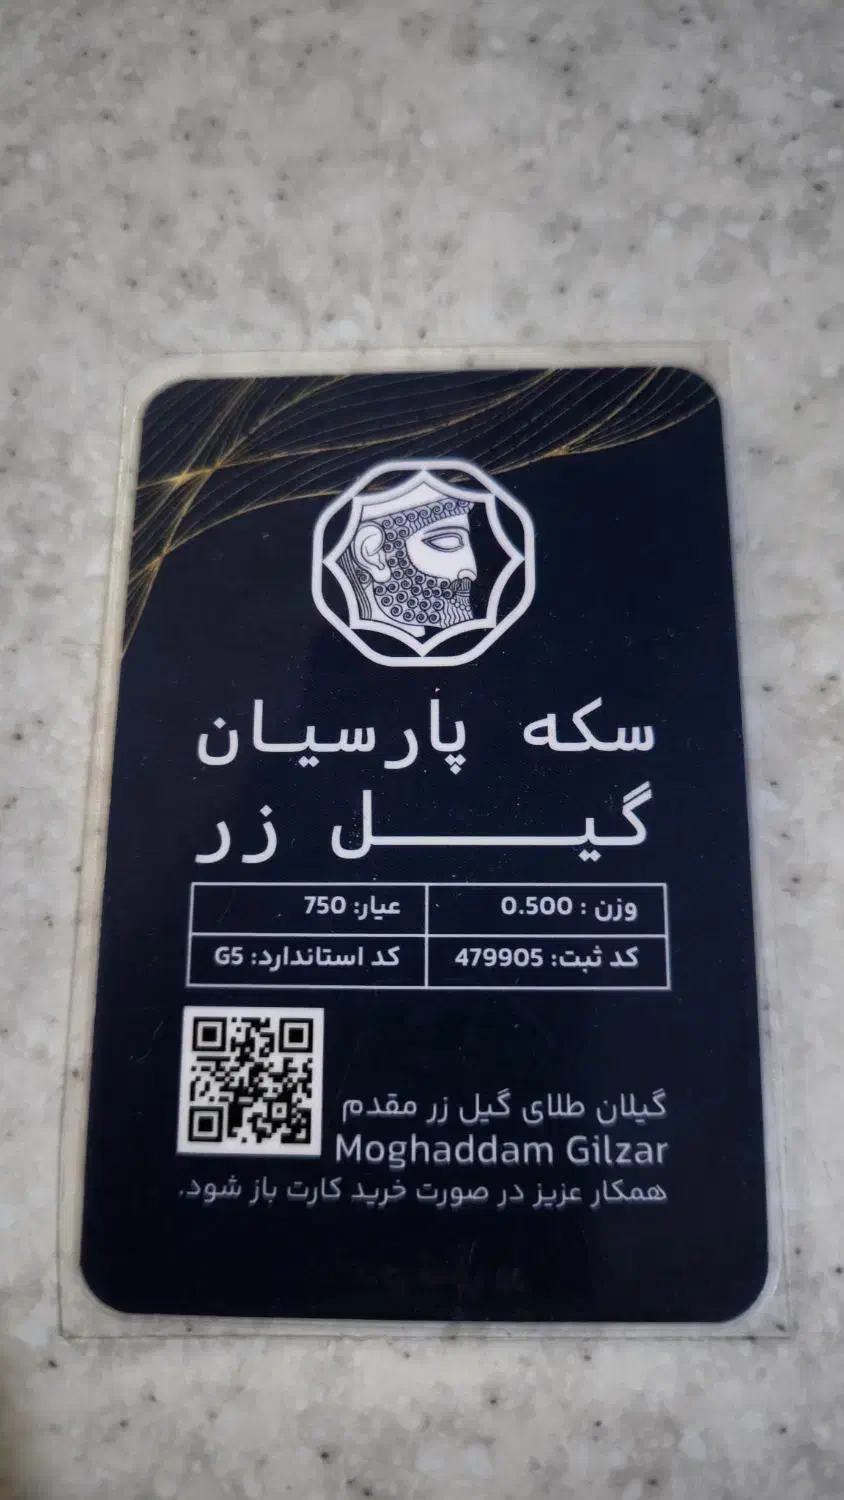 سکه پارسیان
گیل زر
وزن : 0.500
عیار: 750
کد ثبت: 479905
کد استاندارد: G5
گیلان طلای گیل زر مقدم
Moghaddam Gilzar
همکار عزیز در صورت خرید کارت باز شود.